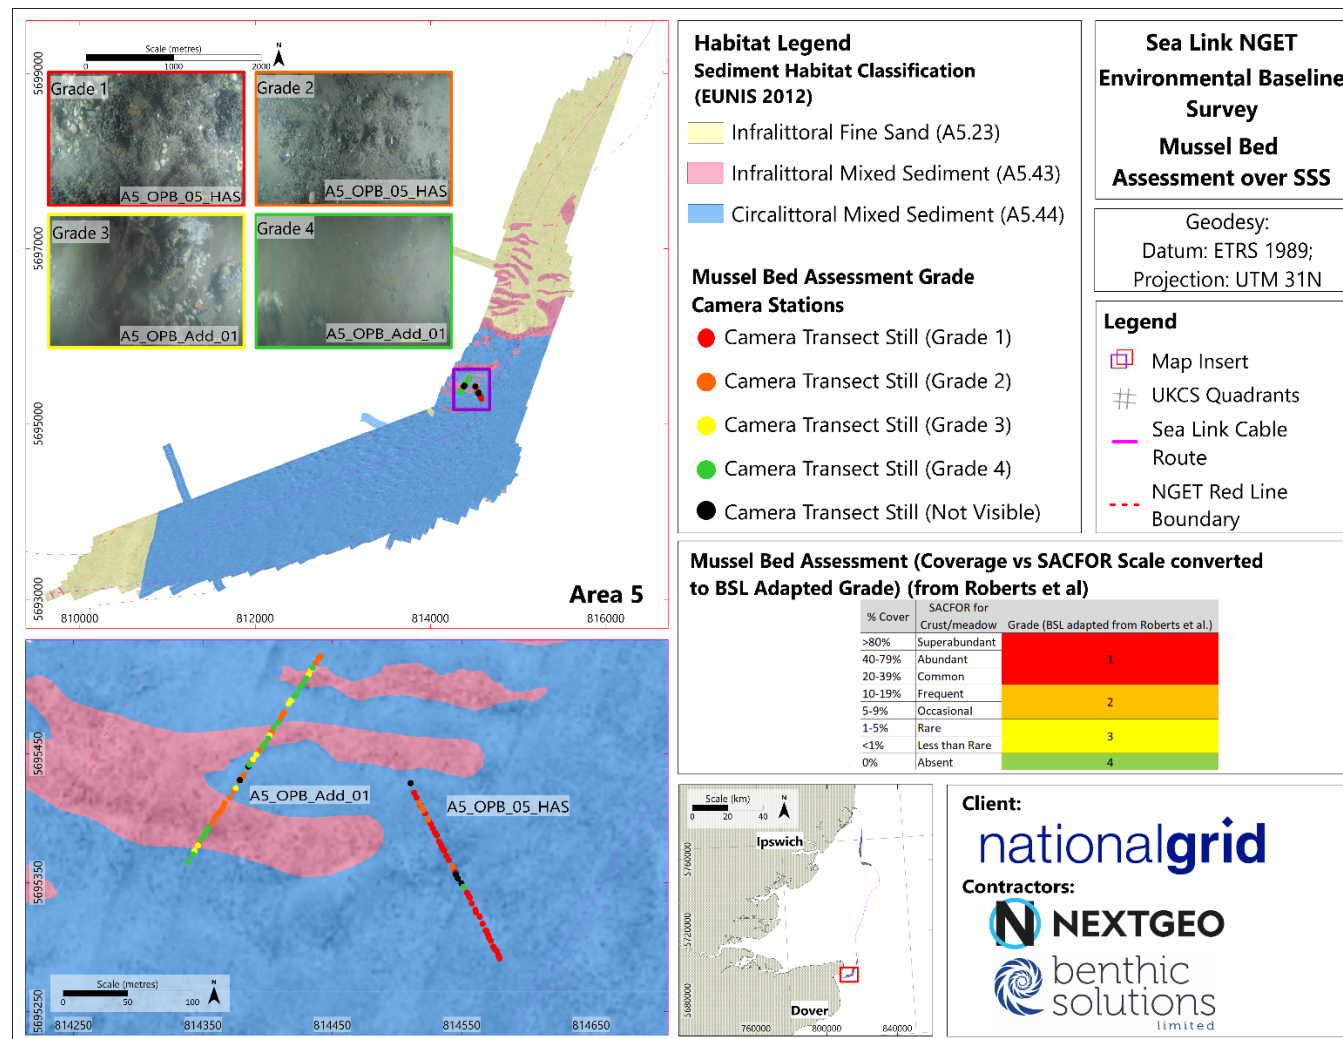 Scale (metres)
0 1000 2000
N
Grade 1
A5_OPB_05_HAS
Grade 2
A5_OPB_05_HAS
Grade 3
A5_OPB_Add_01
Grade 4
A5_OPB_Add_01
5699000
5697000
5695000
5693000
810000 812000 814000 816000
Area 5
A5_OPB_Add_01
A5_OPB_05_HAS
5695450
5695350
5695250
Scale (metres)
0 50 100
N
814250 814350 814450 814550 814650
Habitat Legend
Sediment Habitat Classification
(EUNIS 2012)
Infralittoral Fine Sand (A5.23)
Infralittoral Mixed Sediment (A5.43)
Circalittoral Mixed Sediment (A5.44)
Mussel Bed Assessment Grade
Camera Stations
Camera Transect Still (Grade 1)
Camera Transect Still (Grade 2)
Camera Transect Still (Grade 3)
Camera Transect Still (Grade 4)
Camera Transect Still (Not Visible)
Sea Link NGET
Environmental Baseline
Survey
Mussel Bed
Assessment over SSS
Geodesy:
Datum: ETRS 1989;
Projection: UTM 31N
Legend
Map Insert
UKCS Quadrants
Sea Link Cable
Route
NGET Red Line
Boundary
Mussel Bed Assessment (Coverage vs SACFOR Scale converted
to BSL Adapted Grade) (from Roberts et al)
% Cover SACFOR for Crust/meadow Grade (BSL adapted from Roberts et al.)
>80% Superabundant
40-79% Abundant 1
20-39% Common
10-19% Frequent
2
5-9% Occasional
1-5% Rare
3
<1% Less than Rare
0% Absent 4
Scale (km)
0 20 40
N
Ipswich
Dover
5760000
5720000
5680000
760000 800000 840000
Client:
nationalgrid
Contractors:
N NEXTGEO
benthic
solutions
limited